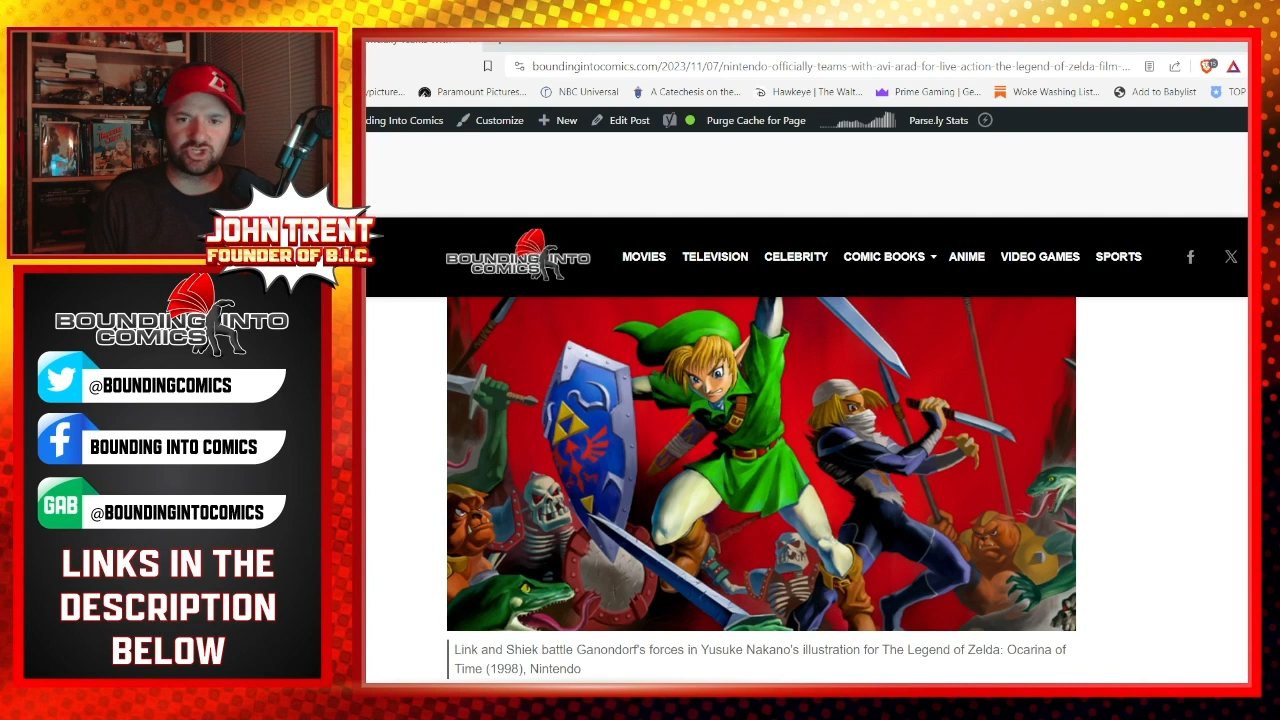 boundingintocomics.com/2023/11/07/nintendo-officially-teams-with-avi-arad-for-live-action-the-legend-of-zelda-film-...
ypicture... Paramount Pictures... NBC Universal A Catechesis on the... Hawkeye | The Walt... Prime Gaming | Ge... Woke Washing List... Add to Babylist TOP
ding Into Comics Customize New Edit Post Purge Cache for Page Parse.ly Stats
BOUNDING INTO
COMICS
MOVIES TELEVISION CELEBRITY COMIC BOOKS ANIME VIDEO GAMES SPORTS
Link and Shiek battle Ganondorf's forces in Yusuke Nakano's illustration for The Legend of Zelda: Ocarina of
Time (1998), Nintendo
JOHN TRENT
FOUNDER OF B.I.C.
BOUNDING INTO
COMICS
@BOUNDINGCOMICS
BOUNDING INTO COMICS
GAB @BOUNDINGINTOCOMICS
LINKS IN THE
DESCRIPTION
BELOW